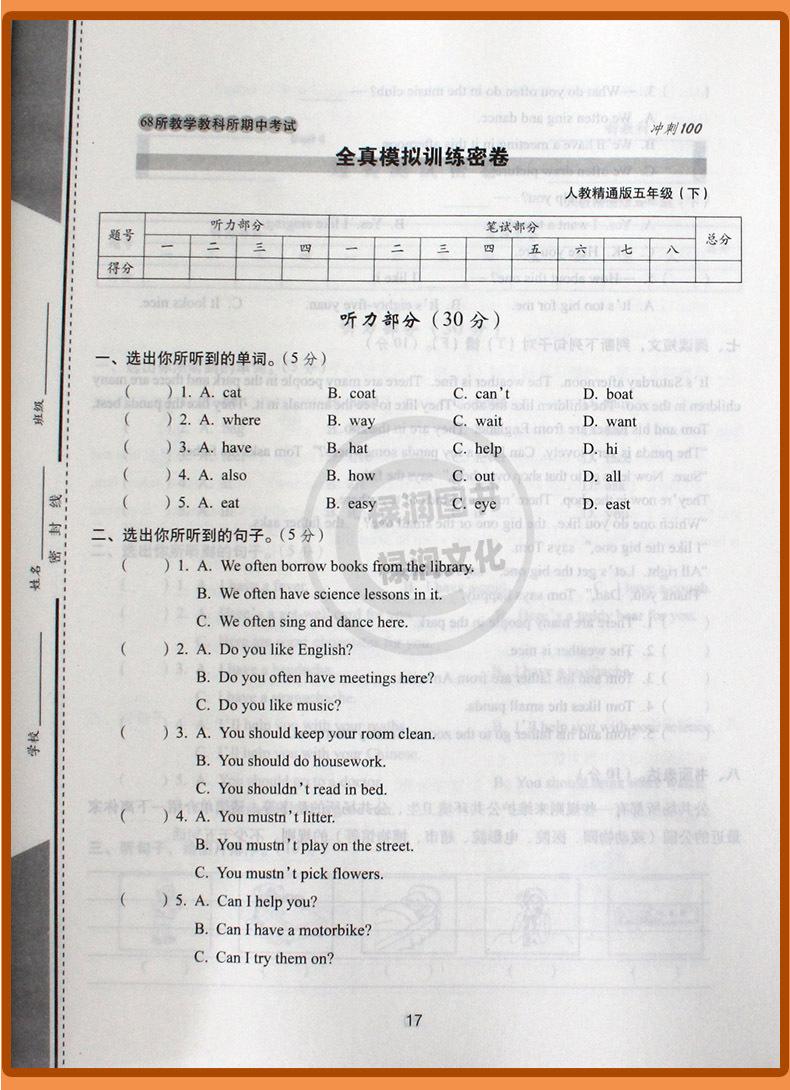 68所教学教科所期中考试
冲刺100
全真模拟训练密卷
人教精通版五年级（下）
题号 听力部分 笔试部分 总分
一 二 三 四 一 二 三 四 五 六 七 八
得分
听力部分（30分）
一、选出你所听到的单词。（5分）
( ) 1. A. cat B. coat C. can't D. boat
( ) 2. A. where B. way C. wait D. want
( ) 3. A. have B. hat C. help D. hi
( ) 4. A. also B. how C. out D. all
( ) 5. A. eat B. easy C. eye D. east
二、选出你所听到的句子。（5分）
( ) 1. A. We often borrow books from the library.
B. We often have science lessons in it.
C. We often sing and dance here.
( ) 2. A. Do you like English?
B. Do you often have meetings here?
C. Do you like music?
( ) 3. A. You should keep your room clean.
B. You should do housework.
C. You shouldn't read in bed.
( ) 4. A. You mustn't litter.
B. You mustn't play on the street.
C. You mustn't pick flowers.
( ) 5. A. Can I help you?
B. Can I have a motorbike?
C. Can I try them on?
17
班级
姓名
学校
密封线
禄润图书
禄润文化